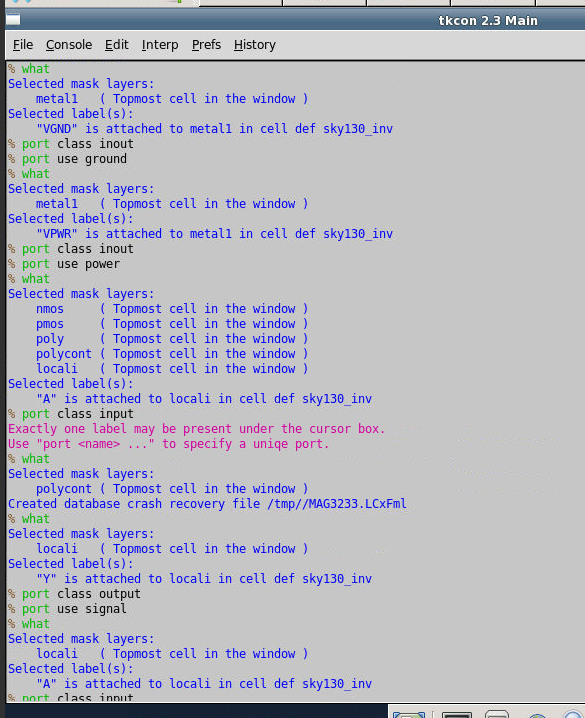 tkcon 2.3 Main
File Console Edit Interp Prefs History
% what
Selected mask layers:
metal1 ( Topmost cell in the window )
Selected label(s):
"VGND" is attached to metal1 in cell def sky130_inv
% port class inout
% port use ground
% what
Selected mask layers:
metal1 ( Topmost cell in the window )
Selected label(s):
"VPWR" is attached to metal1 in cell def sky130_inv
% port class inout
% port use power
% what
Selected mask layers:
nmos ( Topmost cell in the window )
pmos ( Topmost cell in the window )
poly ( Topmost cell in the window )
polycont ( Topmost cell in the window )
locali ( Topmost cell in the window )
Selected label(s):
"A" is attached to locali in cell def sky130_inv
% port class input
Exactly one label may be present under the cursor box.
Use "port <name> ..." to specify a uniqe port.
% what
Selected mask layers:
polycont ( Topmost cell in the window )
Created database crash recovery file /tmp//MAG3233.LCxFml
% what
Selected mask layers:
locali ( Topmost cell in the window )
Selected label(s):
"Y" is attached to locali in cell def sky130_inv
% port class output
% port use signal
% what
Selected mask layers:
locali ( Topmost cell in the window )
Selected label(s):
"A" is attached to locali in cell def sky130_inv
% port class input